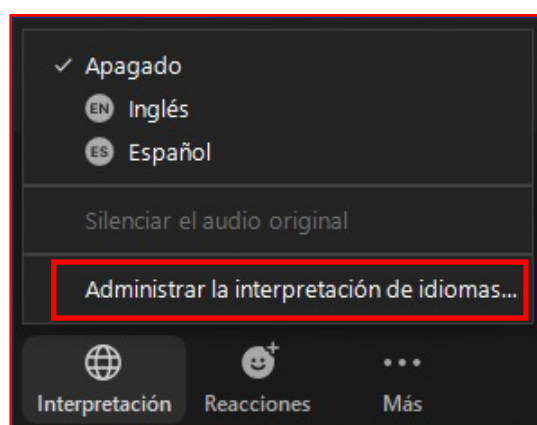 Apagado
EN Inglés
ES Español
Silenciar el audio original
Administrar la interpretación de idiomas...
Interpretación Reacciones Más